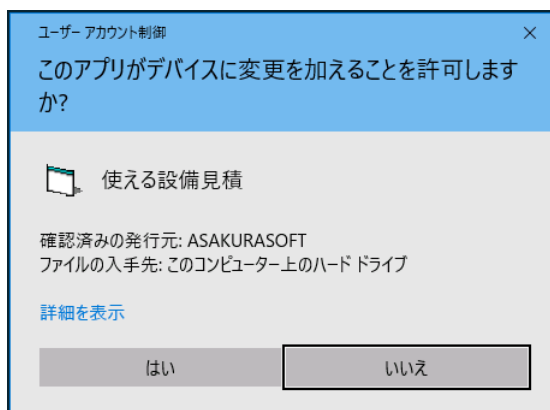 ユーザー アカウント制御
このアプリがデバイスに変更を加えることを許可します
か?
使える設備見積
確認済みの発行元: ASAKURASOFT
ファイルの入手先: このコンピューター上のハード ドライブ
詳細を表示
はい
いいえ